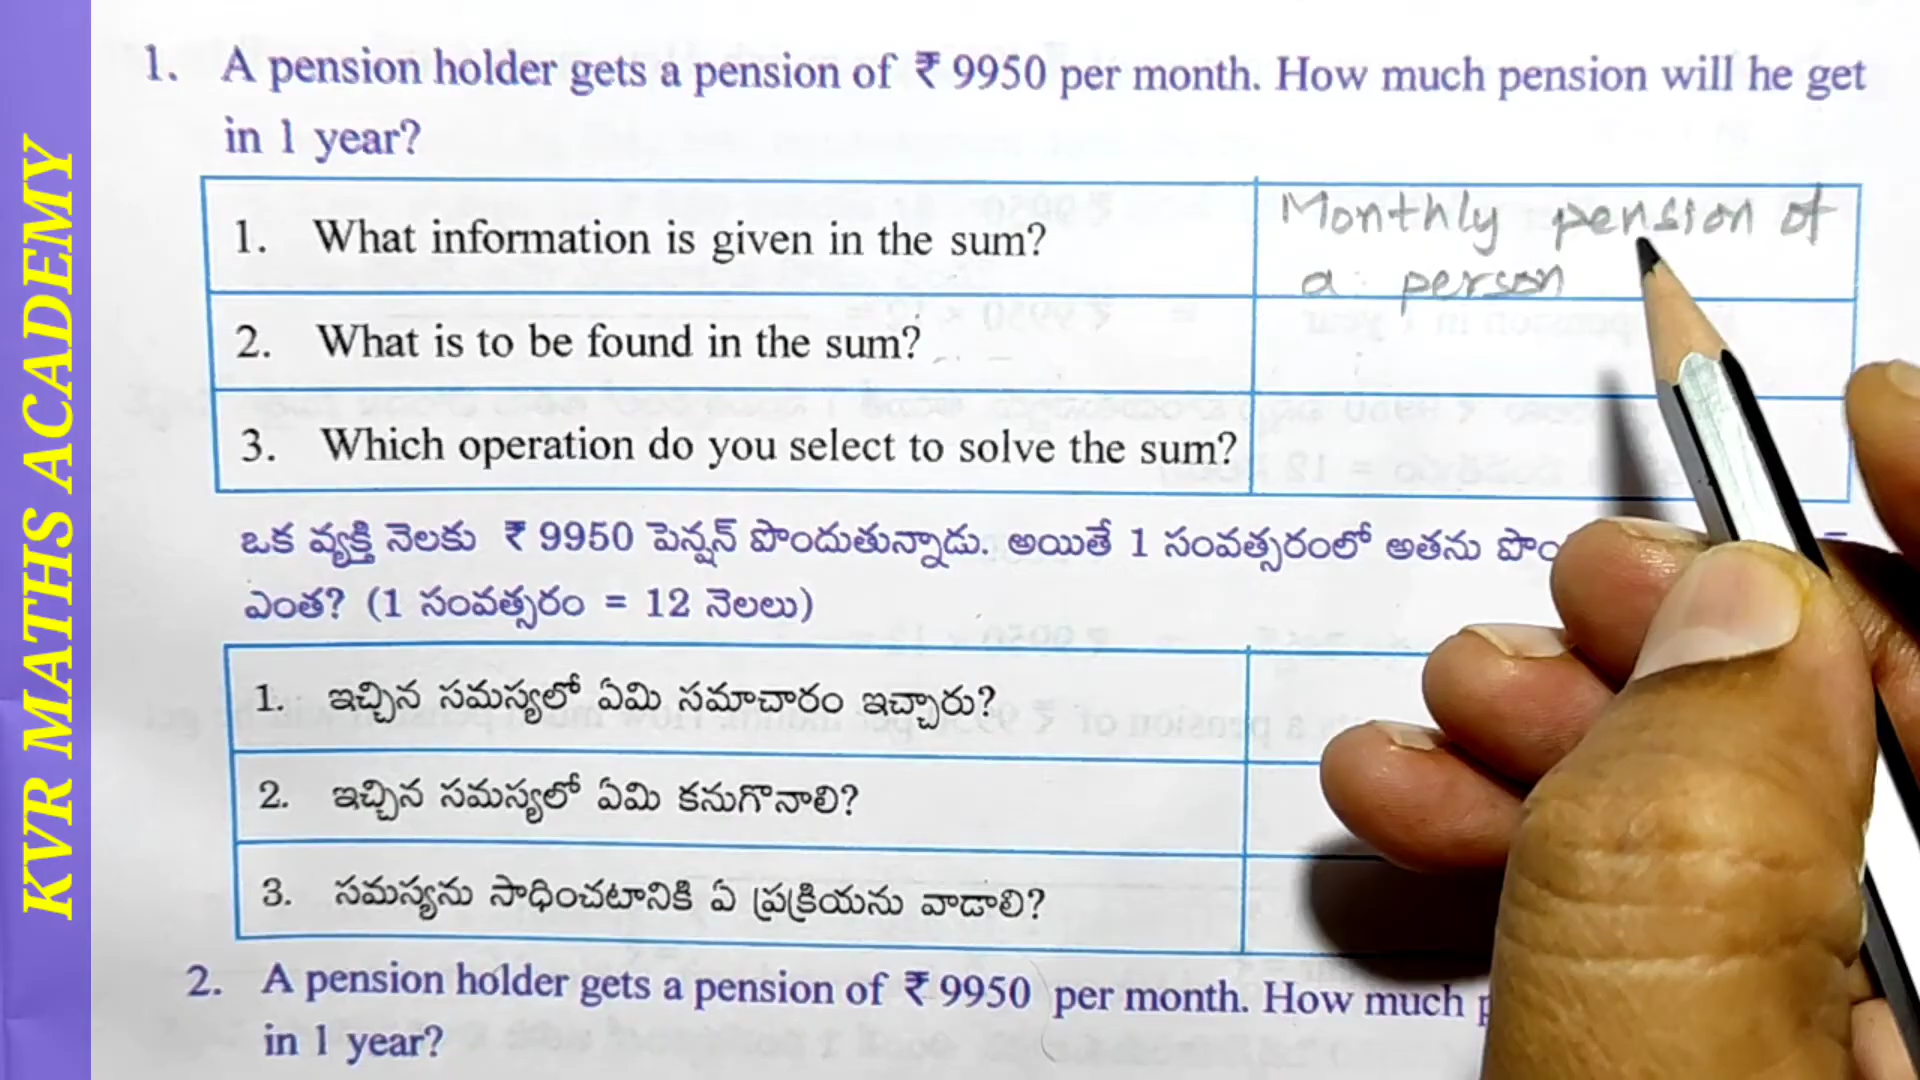 KVR MATHS ACADEMY
1. A pension holder gets a pension of ₹ 9950 per month. How much pension will he get
in 1 year?
1. What information is given in the sum?
Monthly pension of
a person
2. What is to be found in the sum?
3. Which operation do you select to solve the sum?
ఒక వ్యక్తి నెలకు ₹ 9950 పెన్షన్ పొందుతున్నాడు. అయితే 1 సంవత్సరంలో అతను
ఎంత? (1 సంవత్సరం = 12 నెలలు)
1. ఇచ్చిన సమస్యలో ఏమి సమాచారం ఇచ్చారు?
2. ఇచ్చిన సమస్యలో ఏమి కనుగొనాలి?
3. సమస్యను సాధించటానికి ఏ ప్రక్రియను వాడాలి?
2. A pension holder gets a pension of ₹ 9950 per month. How much
in 1 year?